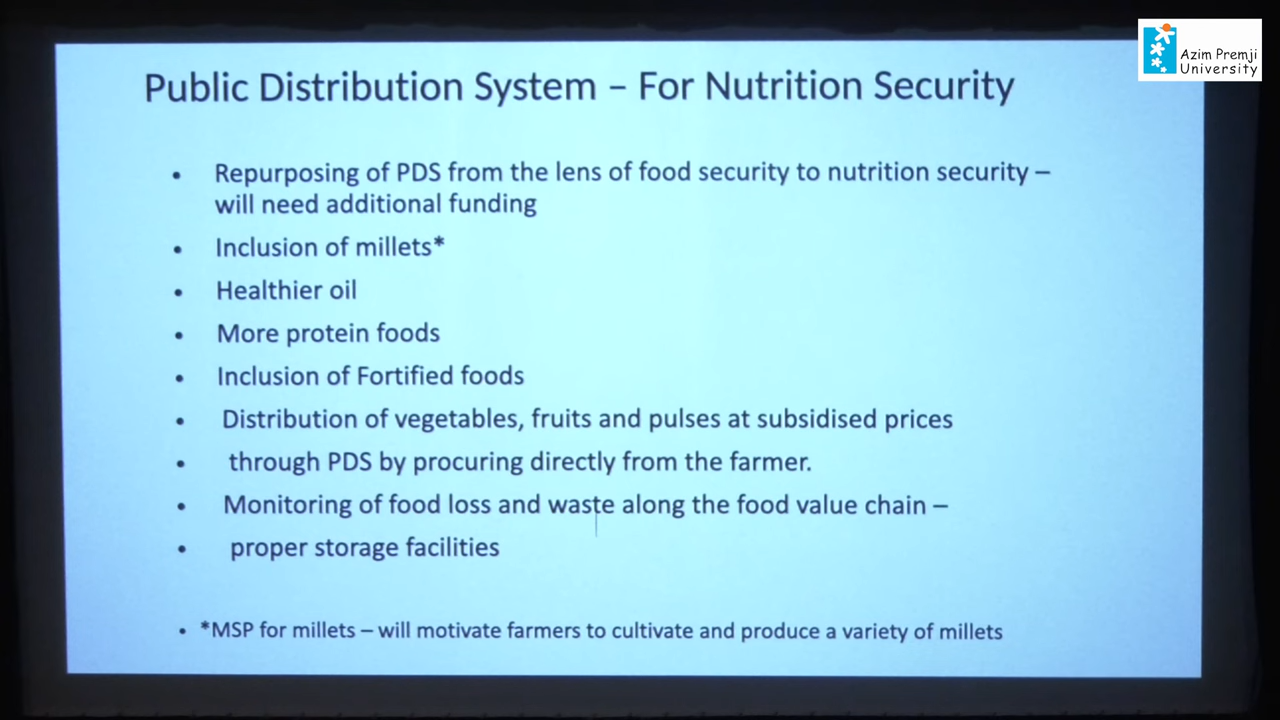 Azim Premji
University
Public Distribution System – For Nutrition Security
• Repurposing of PDS from the lens of food security to nutrition security –
will need additional funding
• Inclusion of millets*
• Healthier oil
• More protein foods
• Inclusion of Fortified foods
• Distribution of vegetables, fruits and pulses at subsidised prices
• through PDS by procuring directly from the farmer.
• Monitoring of food loss and waste along the food value chain –
• proper storage facilities
• *MSP for millets – will motivate farmers to cultivate and produce a variety of millets